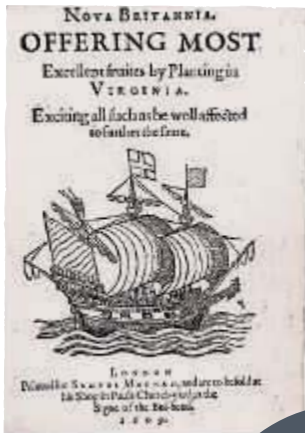 NOVA BRITANNIA.
OFFERING MOST
Excellent fruites by Planting in
VIRGINIA.
Exciting all such as be well affected
to further the same.
LONDON
Printed for SAMVEL MACHAM, and are to be sold at
his Shop in Pauls Church-yard, at the
Signe of the Bul-head.
1609.